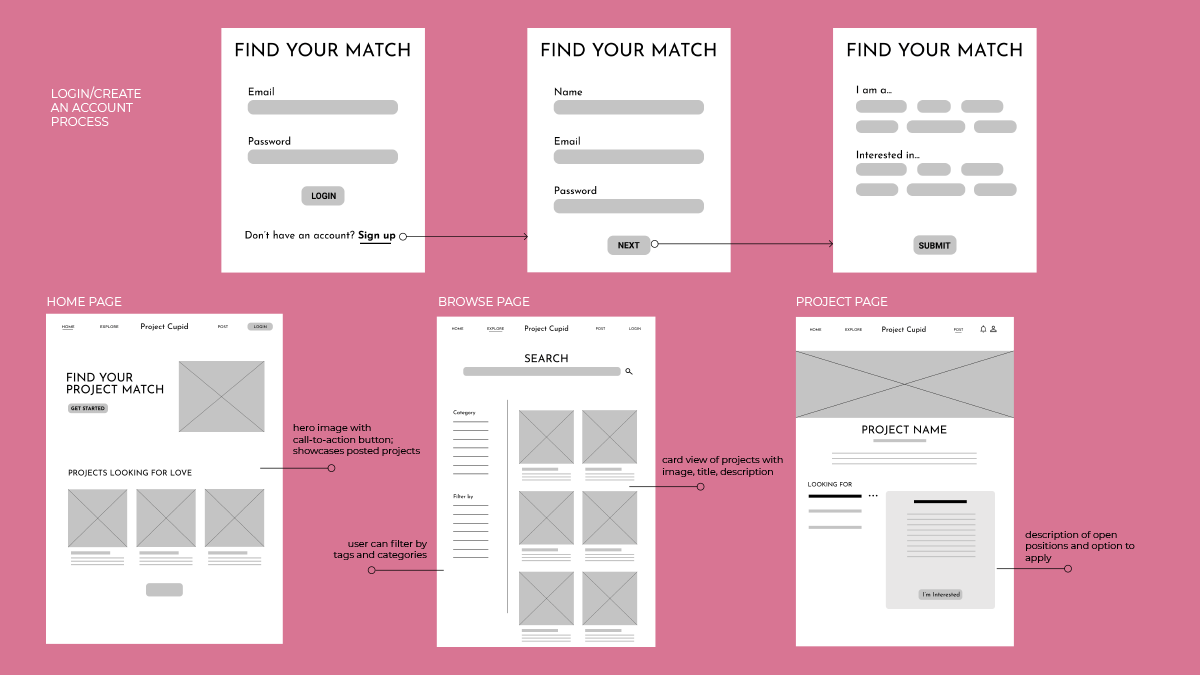 LOGIN/CREATE
AN ACCOUNT
PROCESS
FIND YOUR MATCH
Email
Password
LOGIN
Don't have an account? Sign up
FIND YOUR MATCH
Name
Email
Password
NEXT
FIND YOUR MATCH
I am a...
Interested in...
SUBMIT
HOME PAGE
HOME EXPLORE Project Cupid POST LOGIN
FIND YOUR
PROJECT MATCH
GET STARTED
PROJECTS LOOKING FOR LOVE
hero image with
call-to-action button;
showcases posted projects
BROWSE PAGE
HOME EXPLORE Project Cupid POST LOGIN
SEARCH
Category
Filter by
user can filter by
tags and categories
card view of projects with
image, title, description
PROJECT PAGE
HOME EXPLORE Project Cupid POST
PROJECT NAME
LOOKING FOR
I'm Interested
description of open
positions and option to
apply